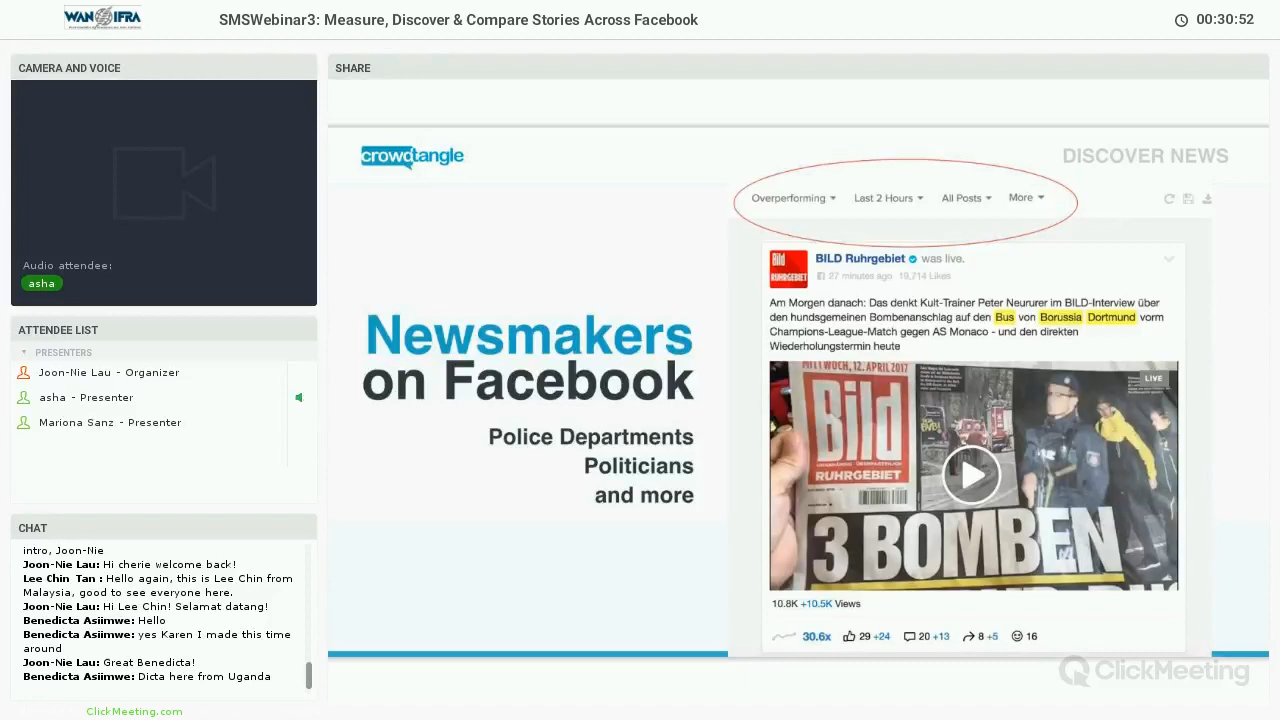 WAN IFRA
SMSWebinar3: Measure, Discover & Compare Stories Across Facebook
00:30:52
CAMERA AND VOICE
Audio attendee:
asha
ATTENDEE LIST
PRESENTERS
Joon-Nie Lau - Organizer
asha - Presenter
Mariona Sanz - Presenter
CHAT
intro, Joon-Nie
Joon-Nie Lau: Hi cherie welcome back!
Lee Chin Tan : Hello again, this is Lee Chin from
Malaysia, good to see everyone here.
Joon-Nie Lau: Hi Lee Chin! Selamat datang!
Benedicta Asiimwe: Hello
Benedicta Asiimwe: yes Karen I made this time
around
Joon-Nie Lau: Great Benedicta!
Benedicta Asiimwe: Dicta here from Uganda
ClickMeeting.com
SHARE
crowdtangle
DISCOVER NEWS
Newsmakers
on Facebook
Police Departments
Politicians
and more
Overperforming Last 2 Hours All Posts More
Bild
RUHRGEBIET
BILD Ruhrgebiet was live.
27 minutes ago 19,714 Likes
Am Morgen danach: Das denkt Kult-Trainer Peter Neururer im BILD-Interview über
den hundsgemeinen Bombenanschlag auf den Bus von Borussia Dortmund vorm
Champions-League-Match gegen AS Monaco - und den direkten
Wiederholungstermin heute
MITTWOCH, 12. APRIL 2017
LIVE
Bild
RUHRGEBIET
3 BOMBEN
10.8K +10.5K Views
30.6x 29 +24 20 +13 8 +5 16
ClickMeeting